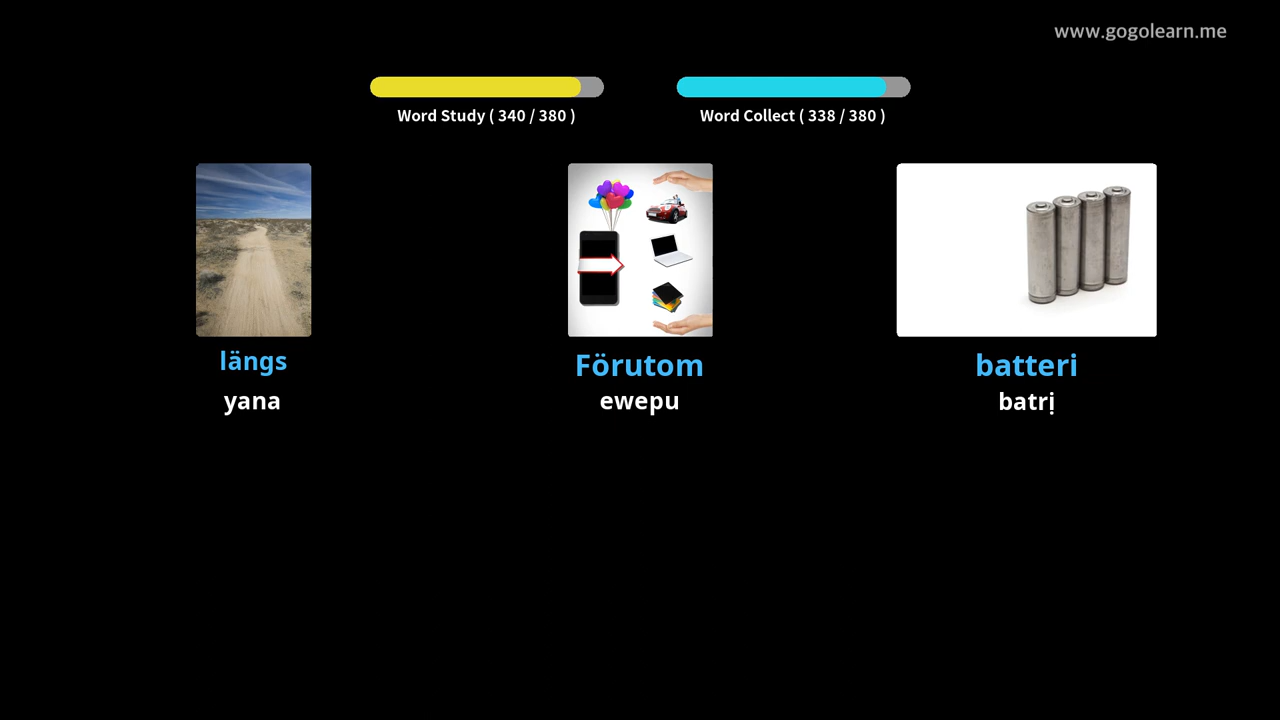 www.gogolearn.me
Word Study ( 340 / 380 )
Word Collect ( 338 / 380 )
längs
Förutom
batteri
yana
ewepu
batrị